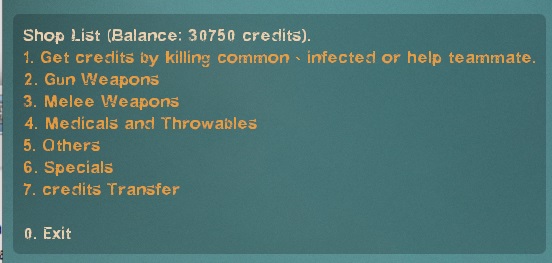 Shop List (Balance: 30750 credits).
1. Get credits by killing common - infected or help teammate.
2. Gun Weapons
3. Melee Weapons
4. Medicals and Throwables
5. Others
6. Specials
7. credits Transfer
0. Exit